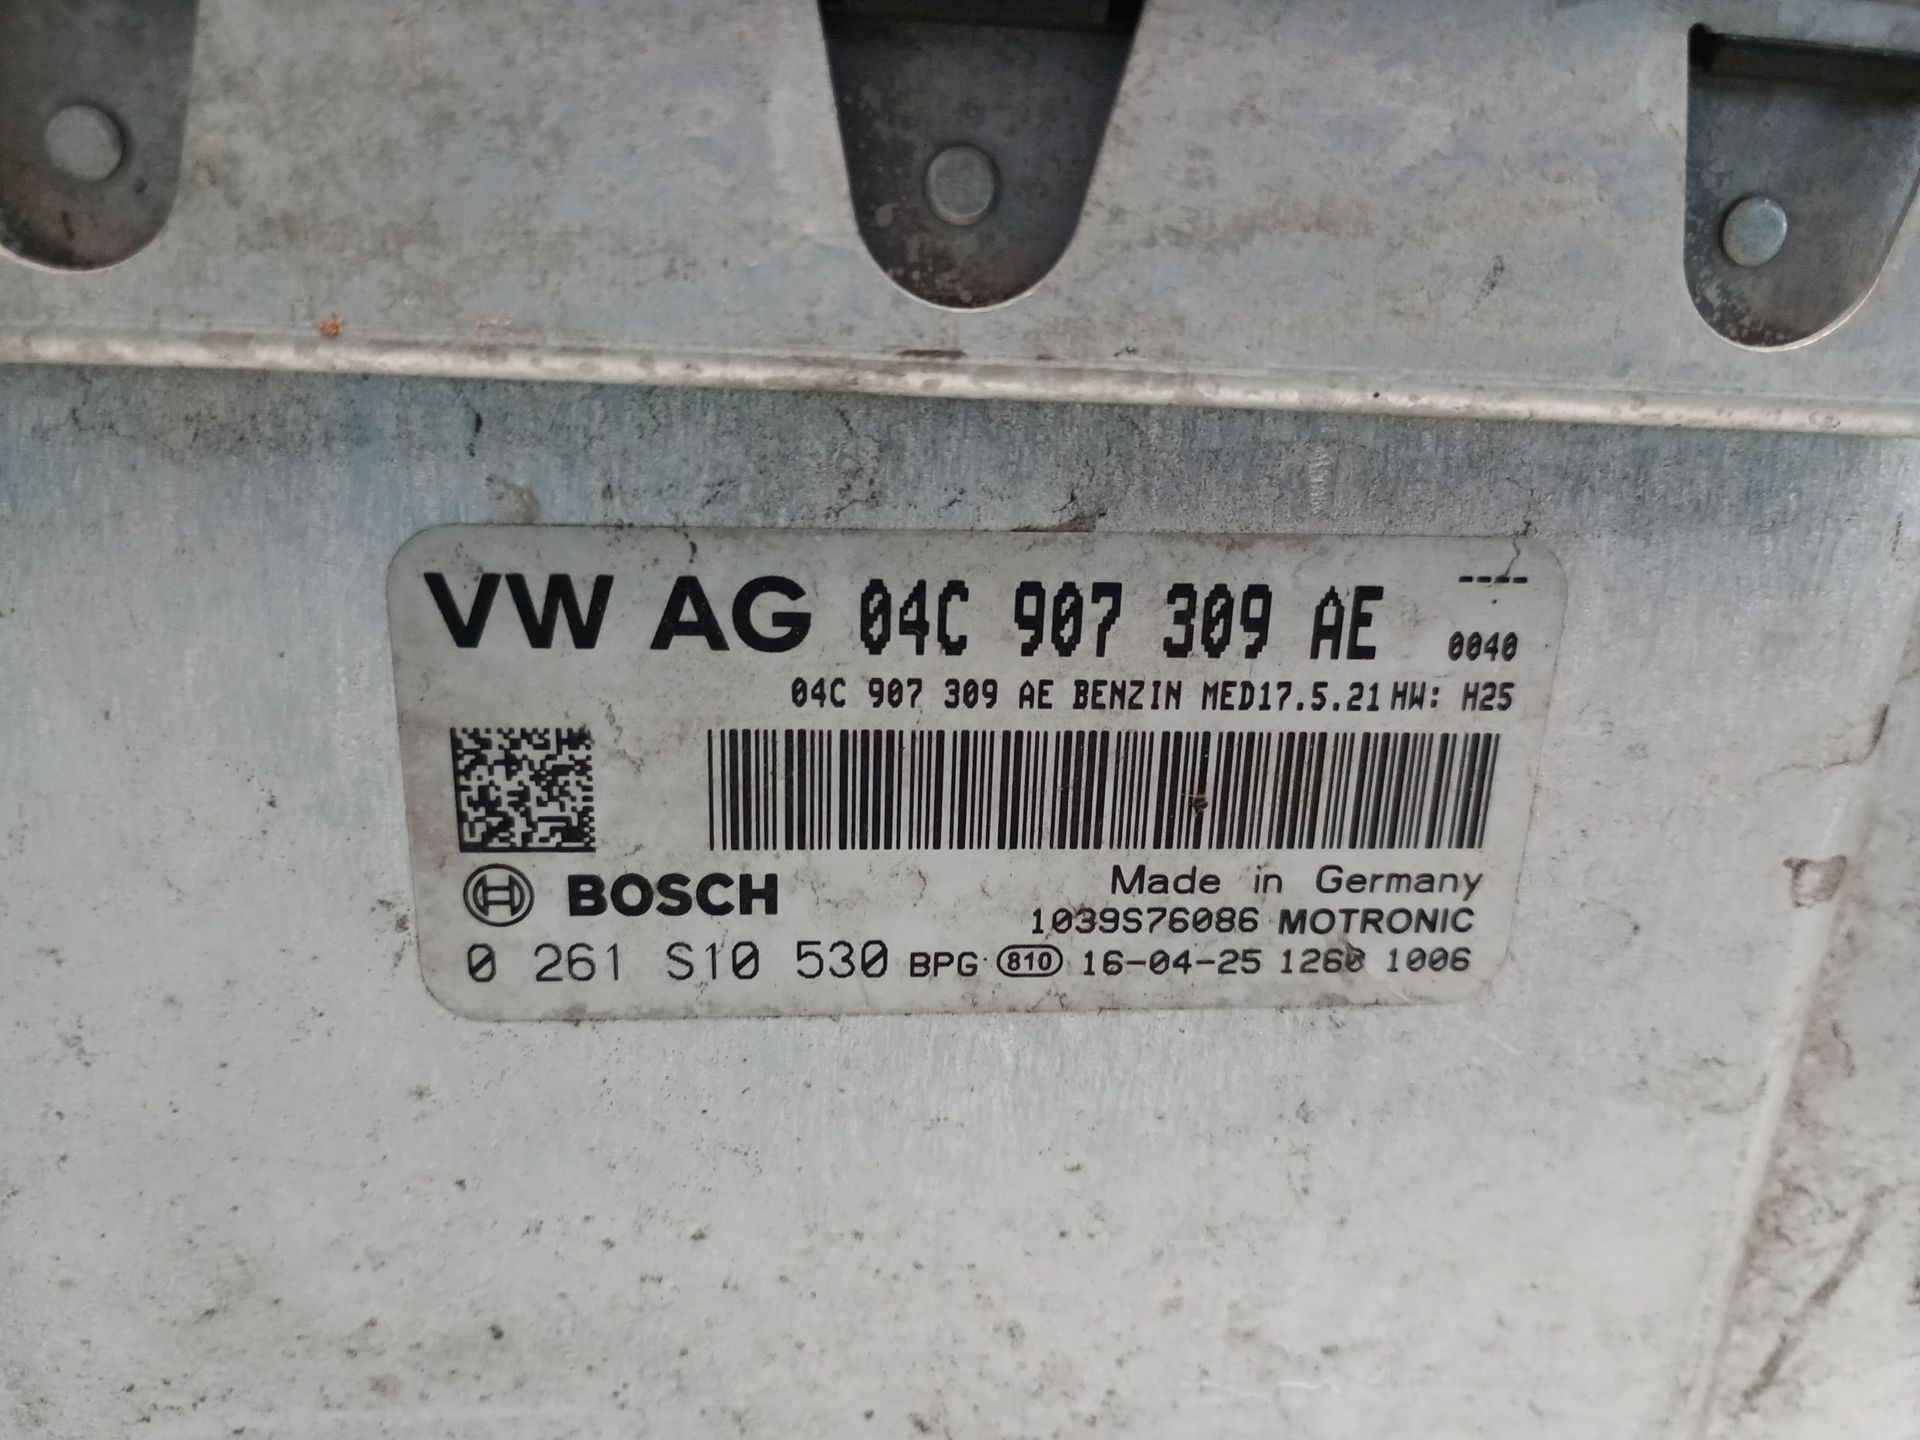 VW AG 04C 907 309 AE ----
0040
04C 907 309 AE BENZIN MED17.5.21 HW: H25
BOSCH
Made in Germany
1039S76086 MOTRONIC
0 261 S10 530 BPG 810 16-04-25 1260 1006